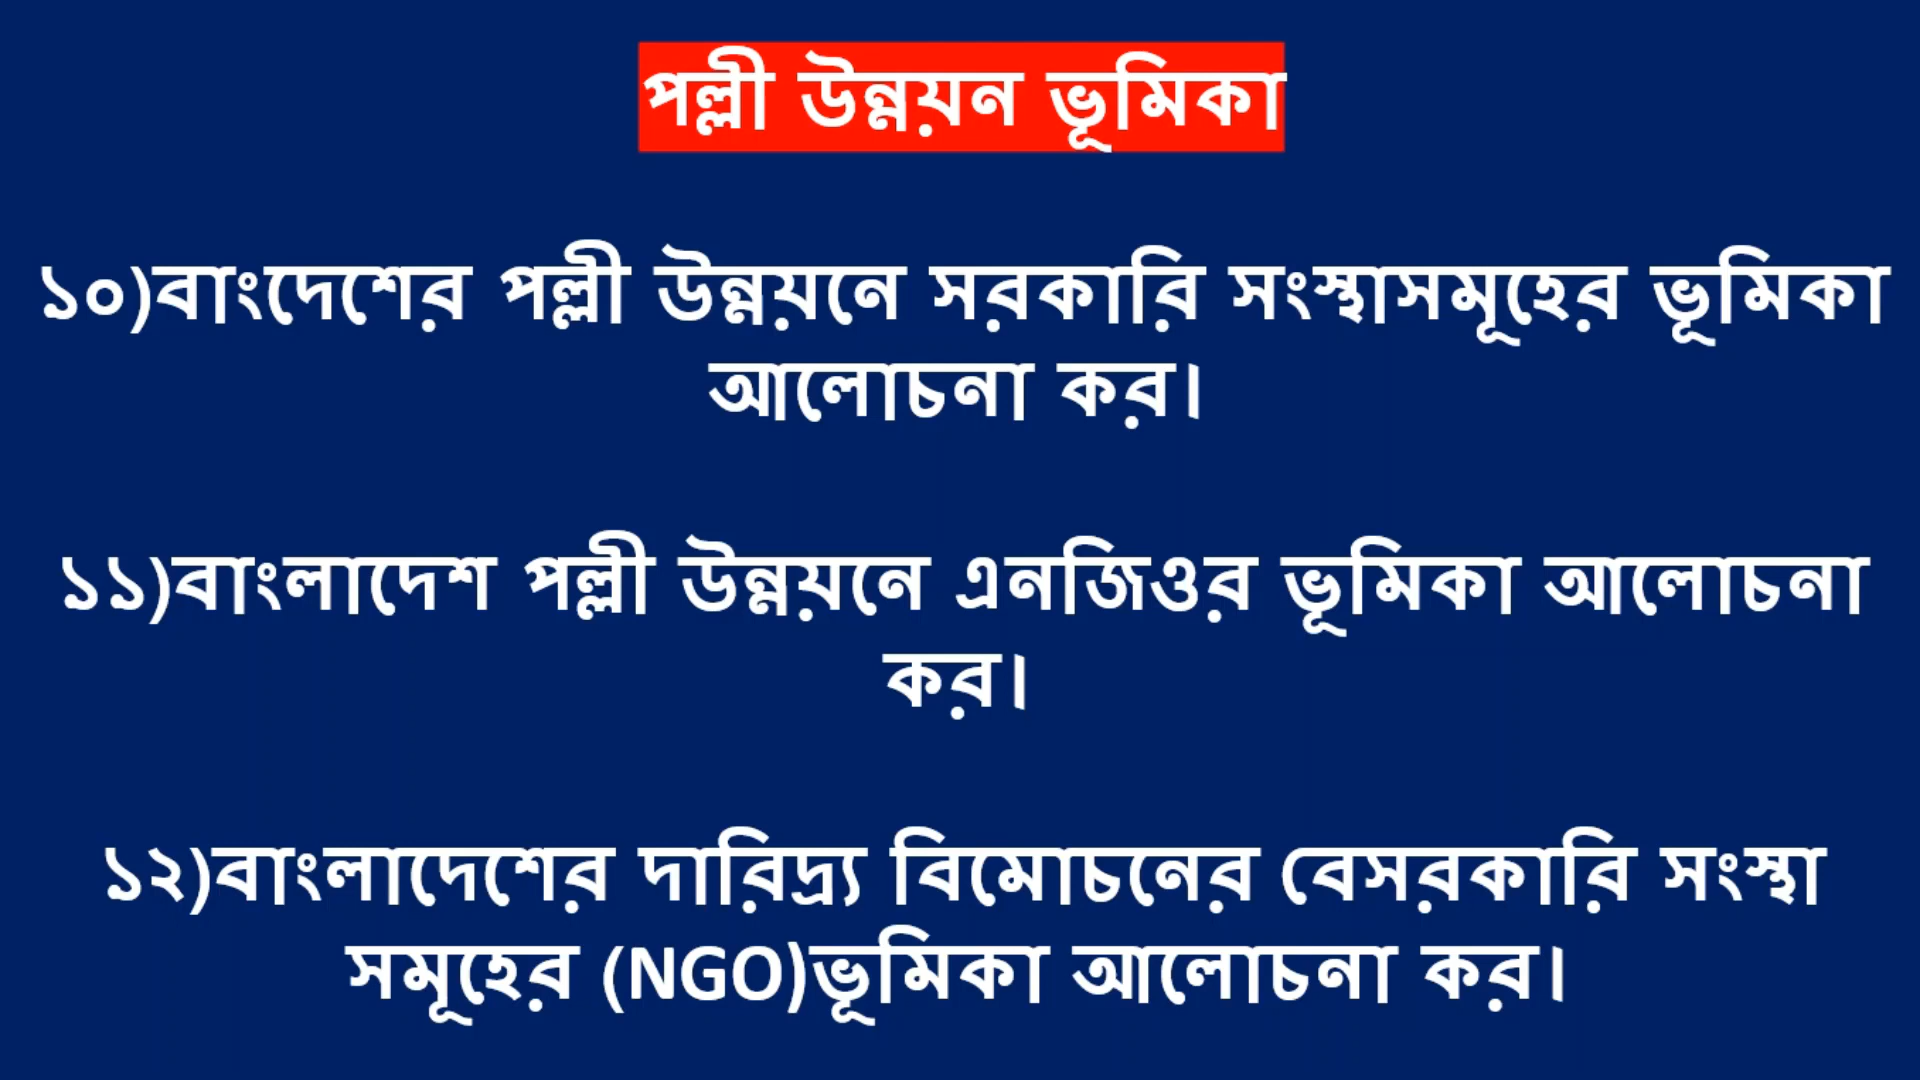 পল্লী উন্নয়ন ভূমিকা
১০)বাংদেশের পল্লী উন্নয়নে সরকারি সংস্থাসমূহের ভূমিকা
আলোচনা কর।
১১)বাংলাদেশ পল্লী উন্নয়নে এনজিওর ভূমিকা আলোচনা
কর।
১২)বাংলাদেশের দারিদ্র্য বিমোচনের বেসরকারি সংস্থা
সমূহের (NGO)ভূমিকা আলোচনা কর।